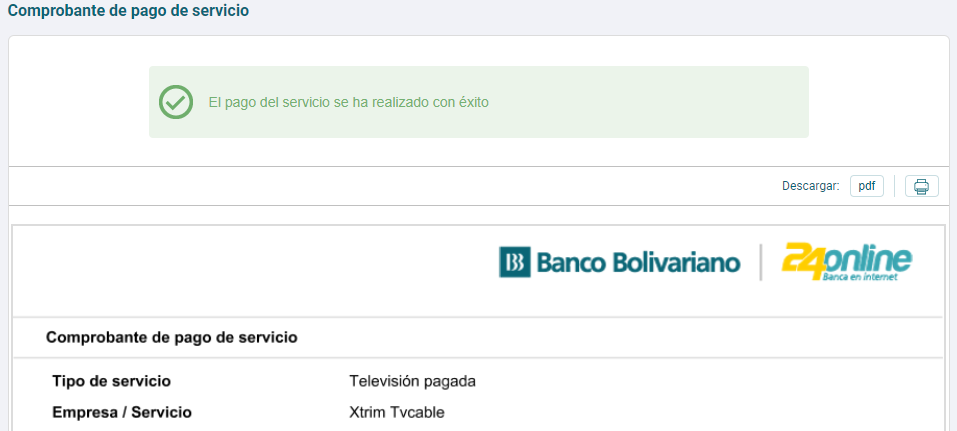 Comprobante de pago de servicio
El pago del servicio se ha realizado con éxito
Descargar: pdf
B Banco Bolivariano | 24online
Banca en internet
Comprobante de pago de servicio
Tipo de servicio Televisión pagada
Empresa / Servicio Xtrim Tvcable